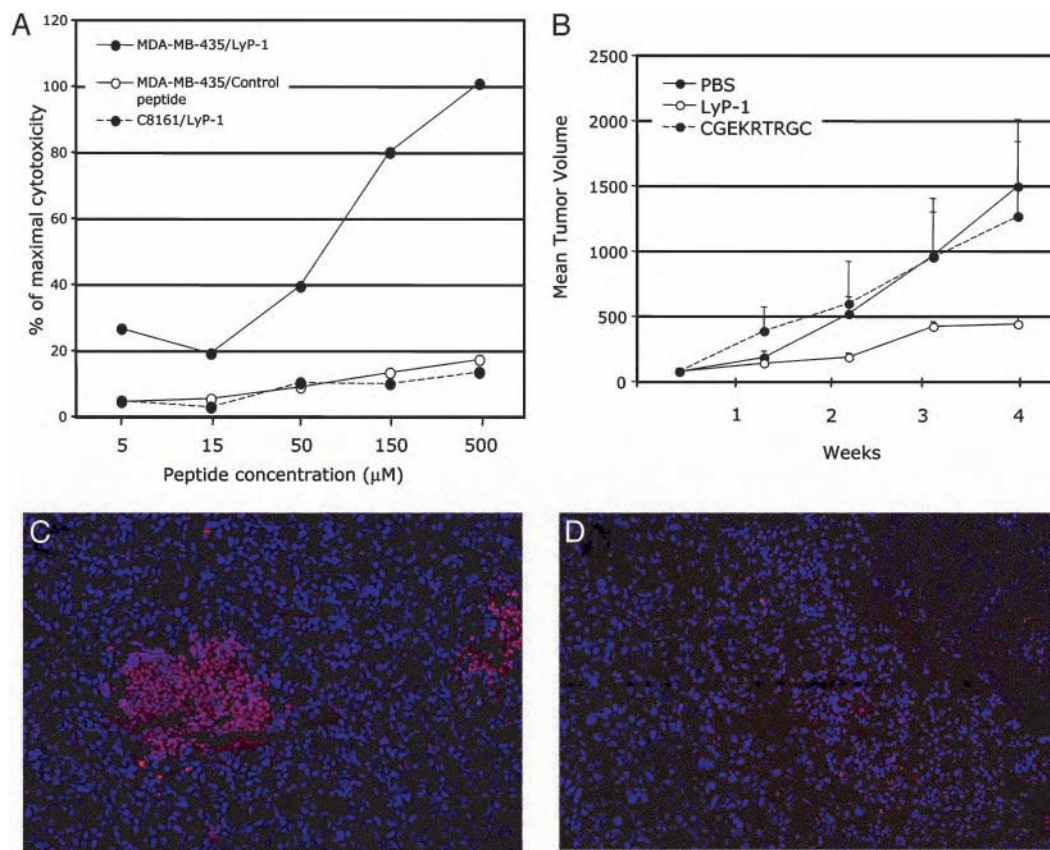 A
120
100
80
60
40
20
0
% of maximal cytotoxicity
MDA-MB-435/LyP-1
MDA-MB-435/Control
peptide
C8161/LyP-1
5 15 50 150 500
Peptide concentration (μM)
B
2500
2000
1500
1000
500
0
Mean Tumor Volume
PBS
LyP-1
CGEKRTRGC
1 2 3 4
Weeks
C
D